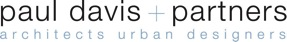 paul davis + partners
architects urban designers